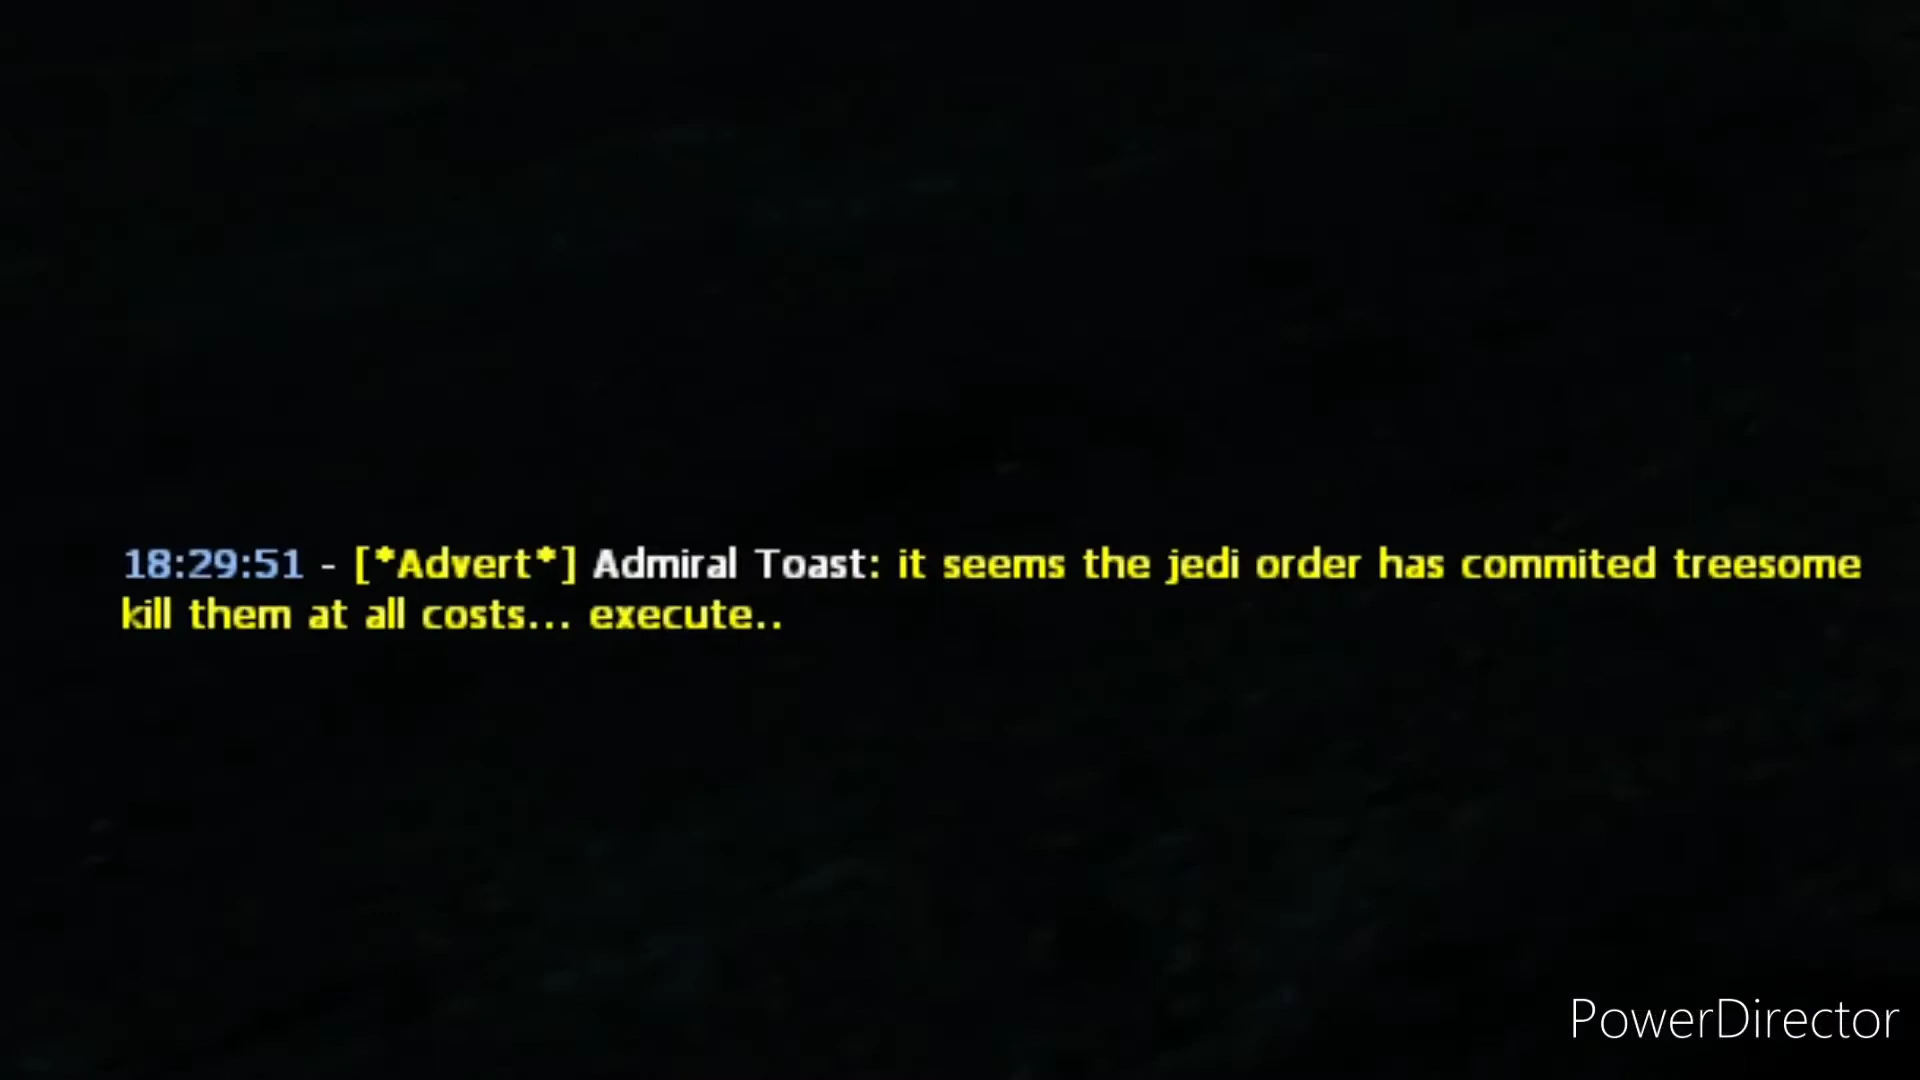 18:29:51 - [*Advert*] Admiral Toast: it seems the jedi order has commited treesome
kill them at all costs... execute..
PowerDirector